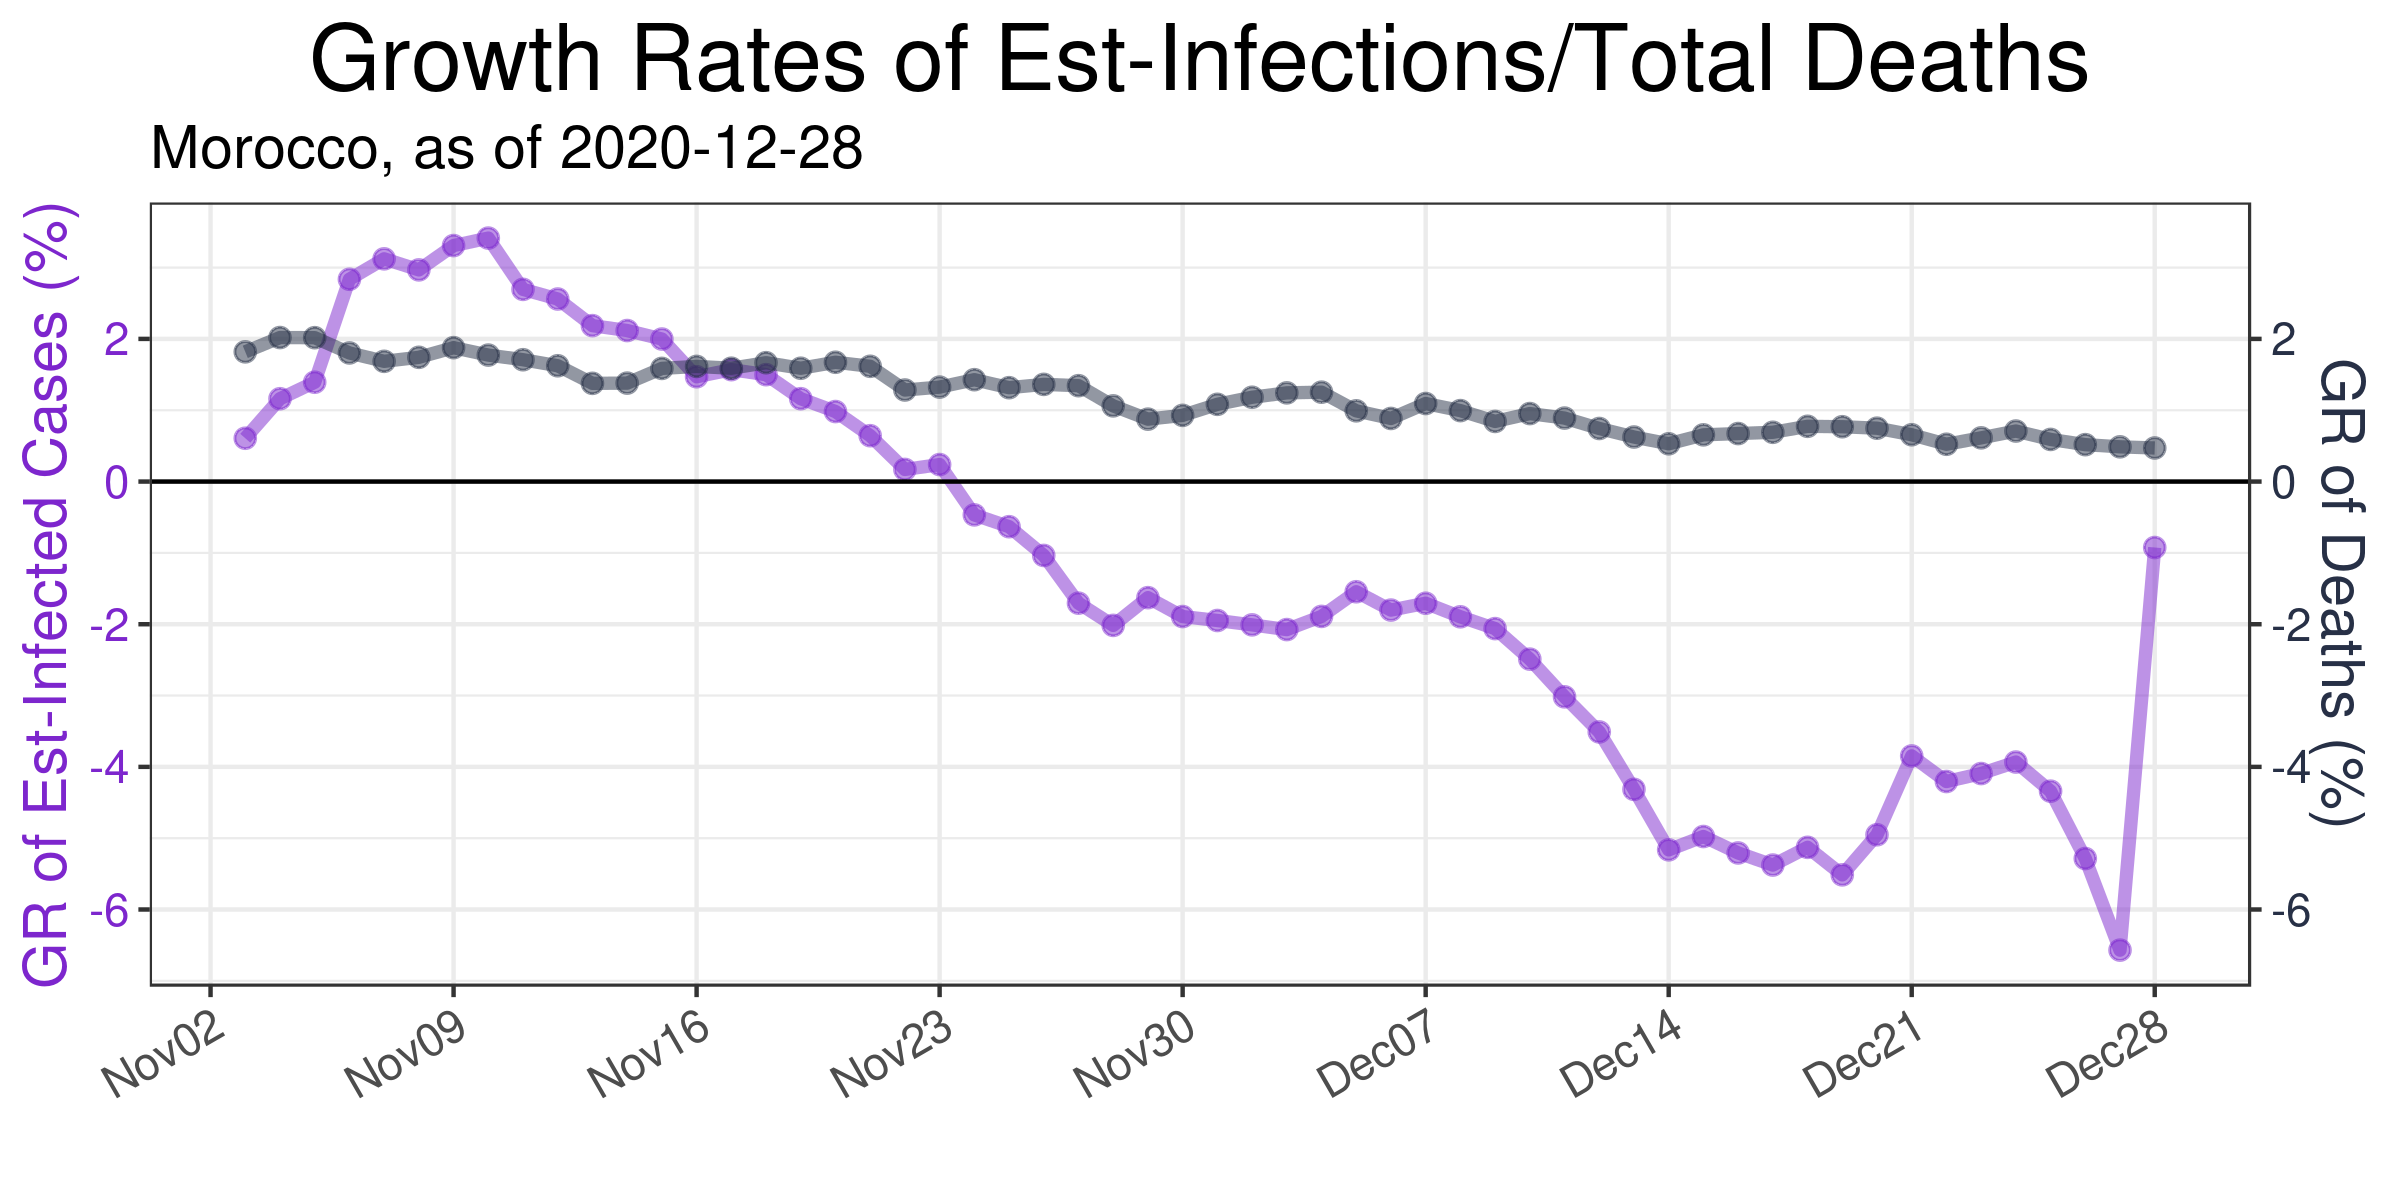 Growth Rates of Est-Infections/Total Deaths
Morocco, as of 2020-12-28
GR of Est-Infected Cases (%)
2
0
-2
-4
-6
2
0
-2
-4
-6
GR of Deaths (%)
Nov02
Nov09
Nov16
Nov23
Nov30
Dec07
Dec14
Dec21
Dec28